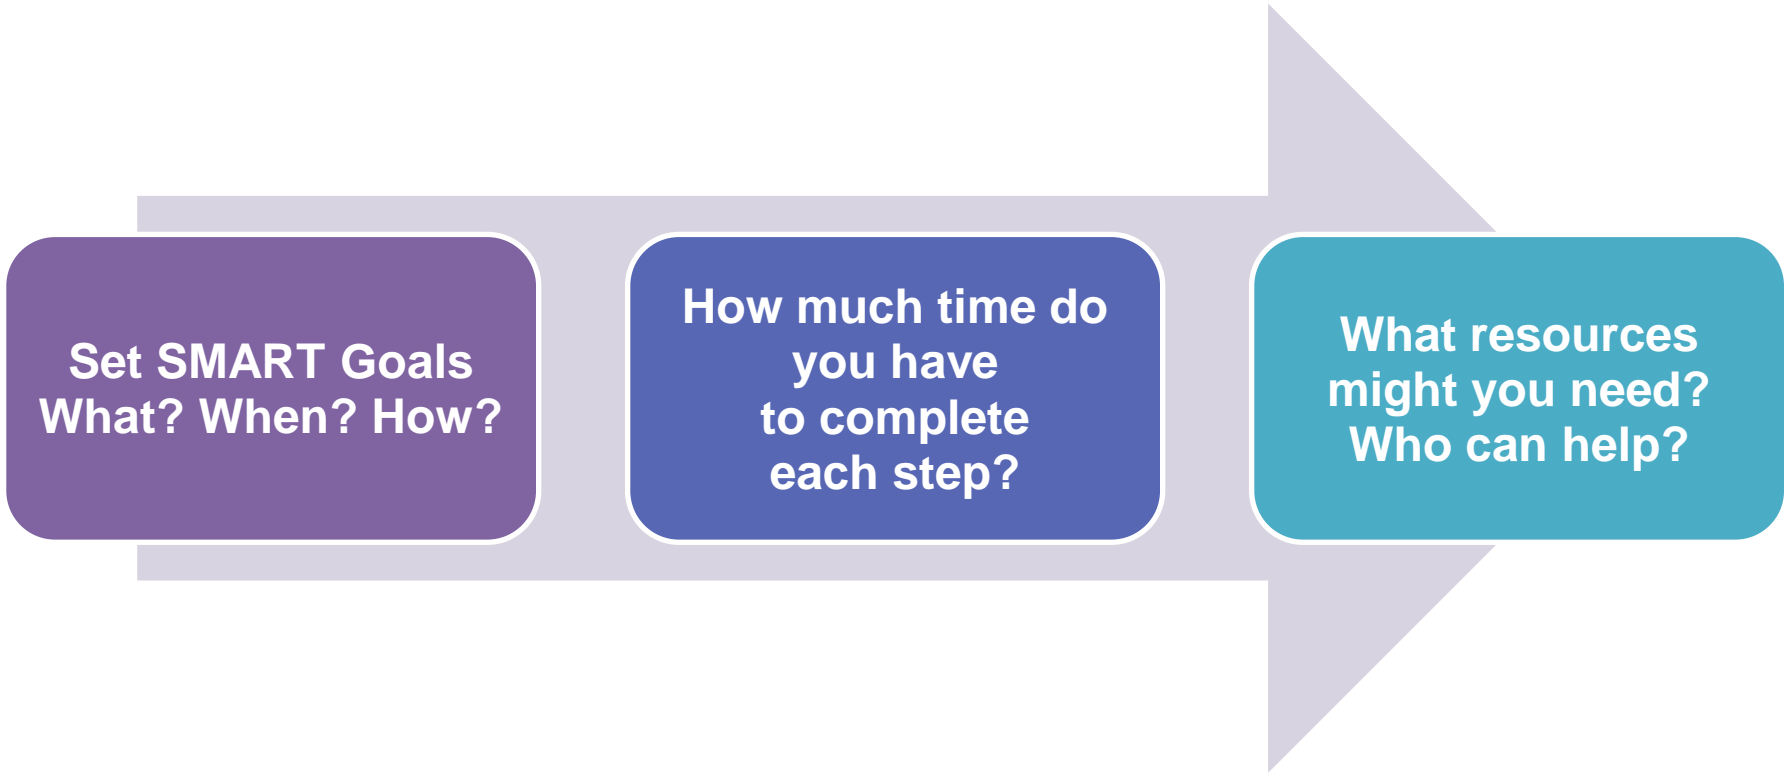 Set SMART Goals
What? When? How?
How much time do
you have
to complete
each step?
What resources
might you need?
Who can help?